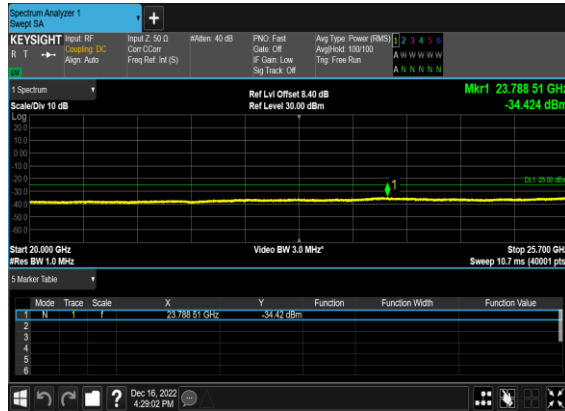 Spectrum Analyzer 1
Swept SA
+
KEYSIGHT Input: RF Input Z: 50 Ω #Atten: 40 dB PNO: Fast Avg Type: Power (RMS) 1 2 3 4 5 6
R T Coupling: DC Corr CCorr Gate: Off Avg|Hold: 100/100 A W W W W W
Align: Auto Freq Ref: Int (S) IF Gain: Low Trig: Free Run
Sig Track: Off A N N N N N
1 Spectrum Ref Lvl Offset 8.40 dB Mkr1 23.788 51 GHz
Scale/Div 10 dB Ref Level 30.00 dBm -34.424 dBm
Log
20.0
10.0
0.00
-10.0
-20.0 DL1 -25.00 dBm
1
-30.0
-40.0
-50.0
-60.0
Start 20.000 GHz Video BW 3.0 MHz* Stop 25.700 GHz
#Res BW 1.0 MHz Sweep 10.7 ms (40001 pts)
5 Marker Table
Mode Trace Scale X Y Function Function Width Function Value
1 N 1 f 23.788 51 GHz -34.42 dBm
2
3
4
5
6
? Dec 16, 2022
4:29:02 PM